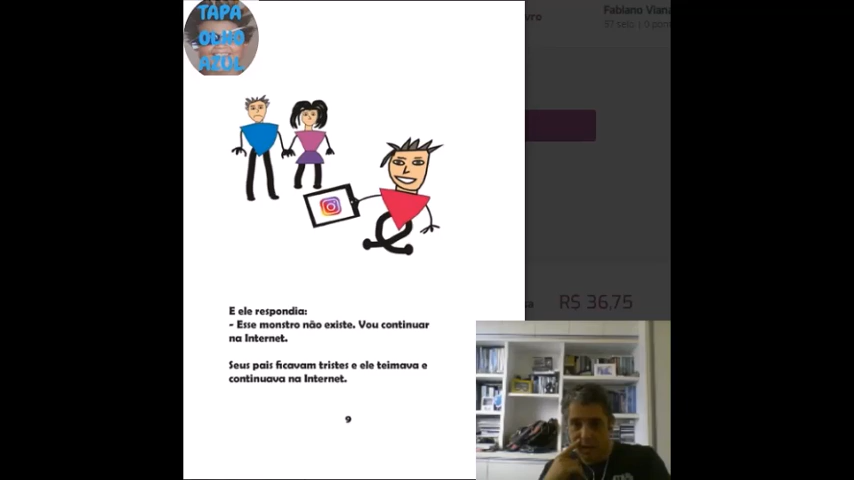 TAPA
OLHO
AZUL
vro
Fabiano Viana
R$ 36,75
E ele respondia:
- Esse monstro não existe. Vou continuar
na Internet.
Seus pais ficavam tristes e ele teimava e
continuava na Internet.
9